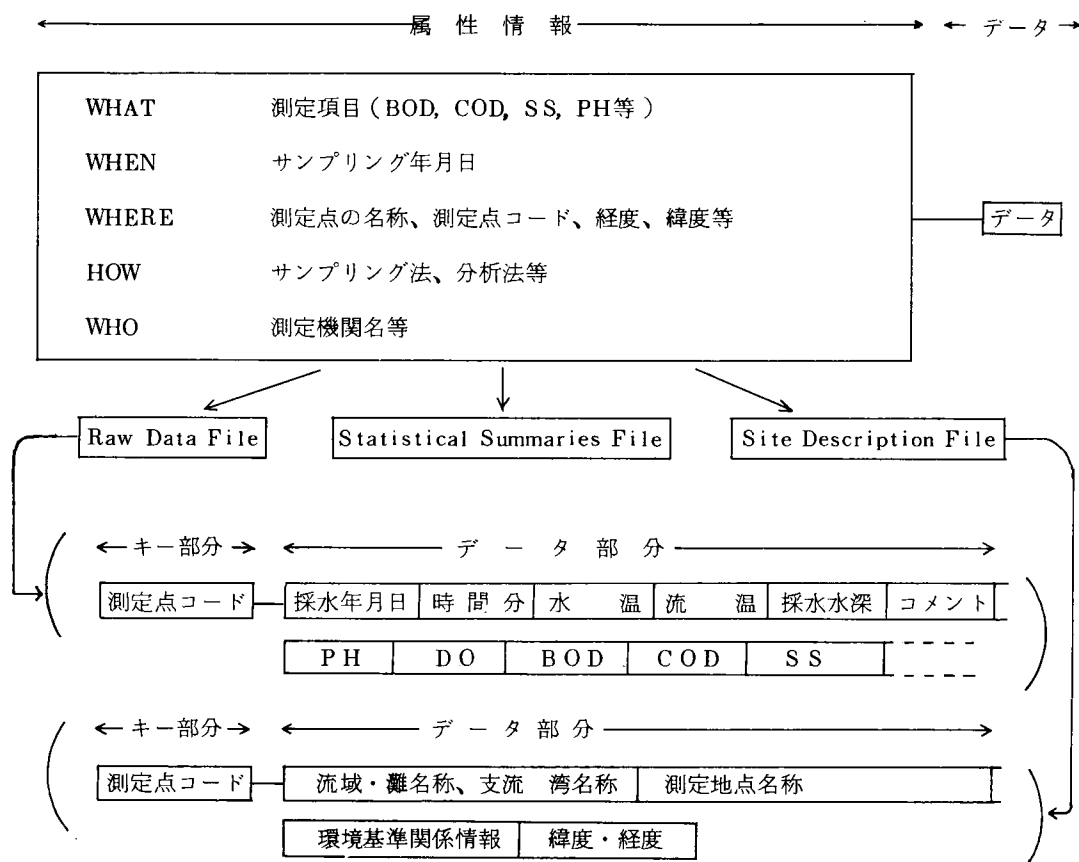 属性情報 データ
WHAT 測定項目(BOD, COD, SS, PH等)
WHEN サンプリング年月日
WHERE 測定点の名称、測定点コード、経度、緯度等
データ
HOW サンプリング法、分析法等
WHO 測定機関名等
Raw Data File Statistical Summaries File Site Description File
キー部分 データ部分
測定点コード 採水年月日 時間分 水温 流温 採水水深 コメント
PH DO BOD COD SS
キー部分 データ部分
測定点コード 流域・灘名称、支流 湾名称 測定地点名称
環境基準関係情報 緯度・経度